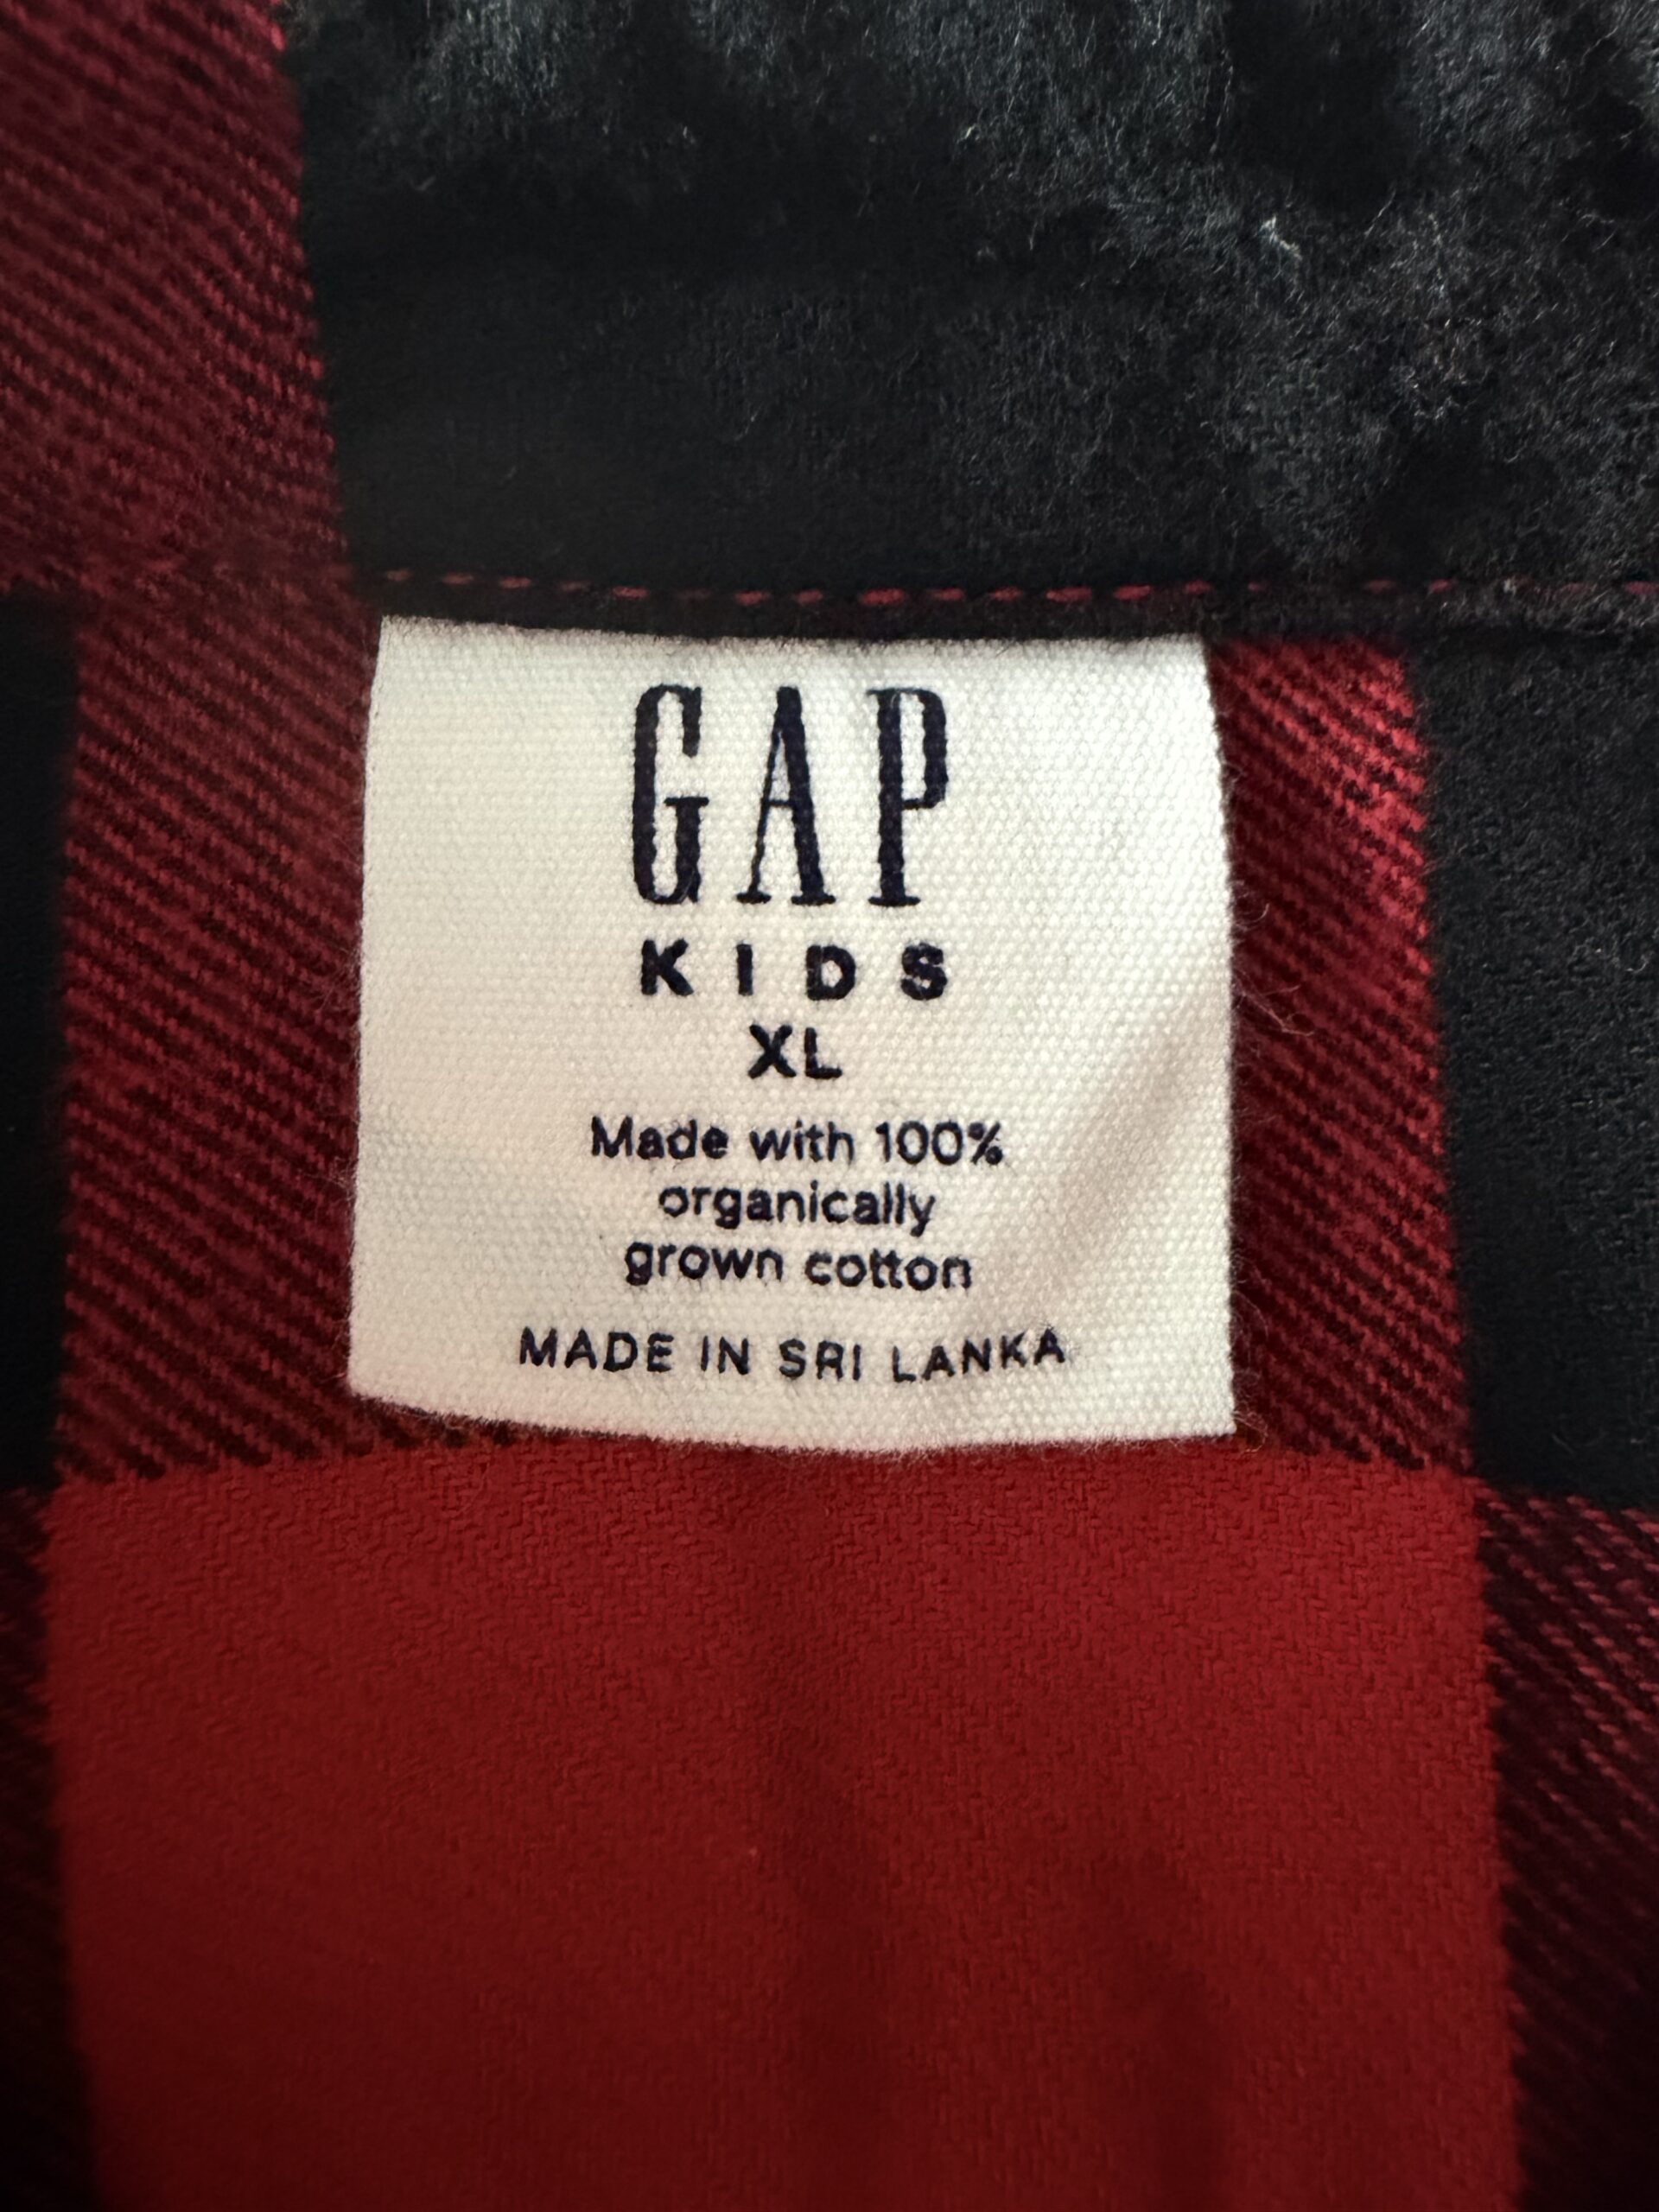 GAP
KIDS
XL
Made with 100%
organically
grown cotton
MADE IN SRI LANKA